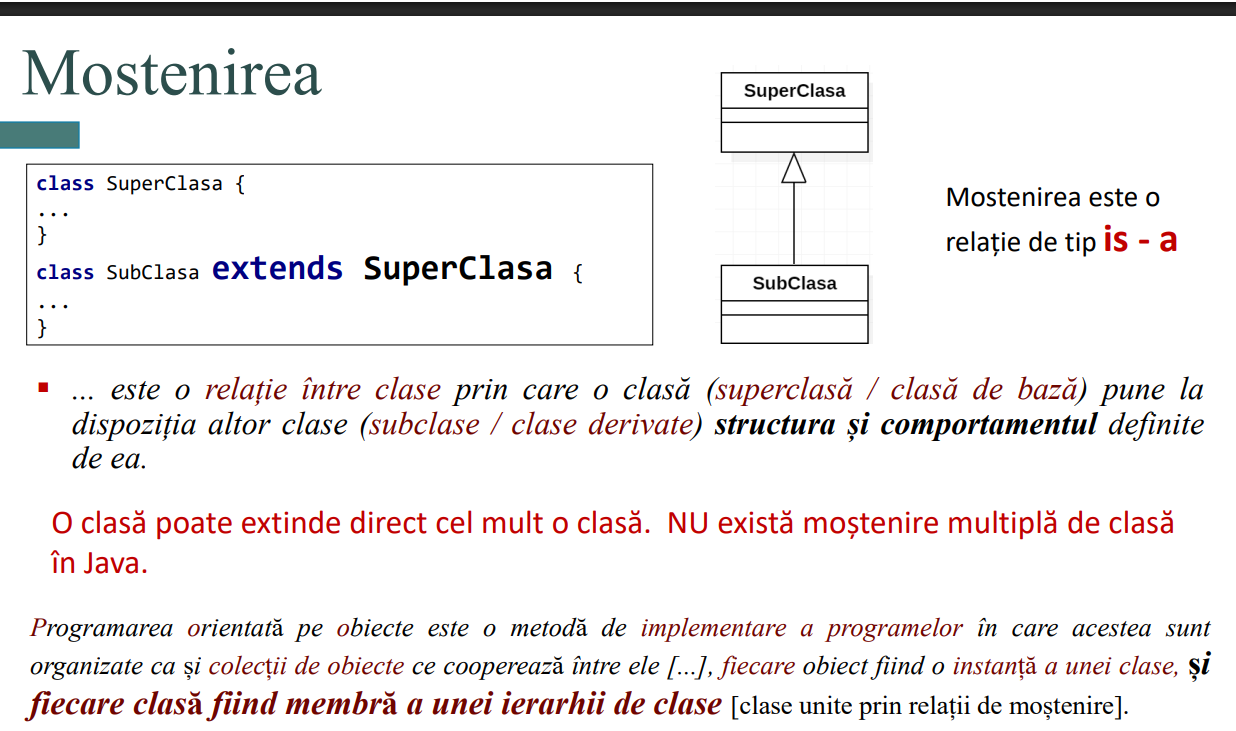 Mostenirea
class SuperClasa {
...
}
class SubClasa extends SuperClasa {
...
}
SuperClasa
SubClasa
Mostenirea este o
relație de tip is - a
▪ ... este o relație între clase prin care o clasă (superclasă / clasă de bază) pune la
dispoziția altor clase (subclase / clase derivate) structura și comportamentul definite
de ea.
O clasă poate extinde direct cel mult o clasă. NU există moștenire multiplă de clasă
în Java.
Programarea orientată pe obiecte este o metodă de implementare a programelor în care acestea sunt
organizate ca și colecții de obiecte ce cooperează între ele [...], fiecare obiect fiind o instanță a unei clase, și
fiecare clasă fiind membră a unei ierarhii de clase [clase unite prin relații de moștenire].